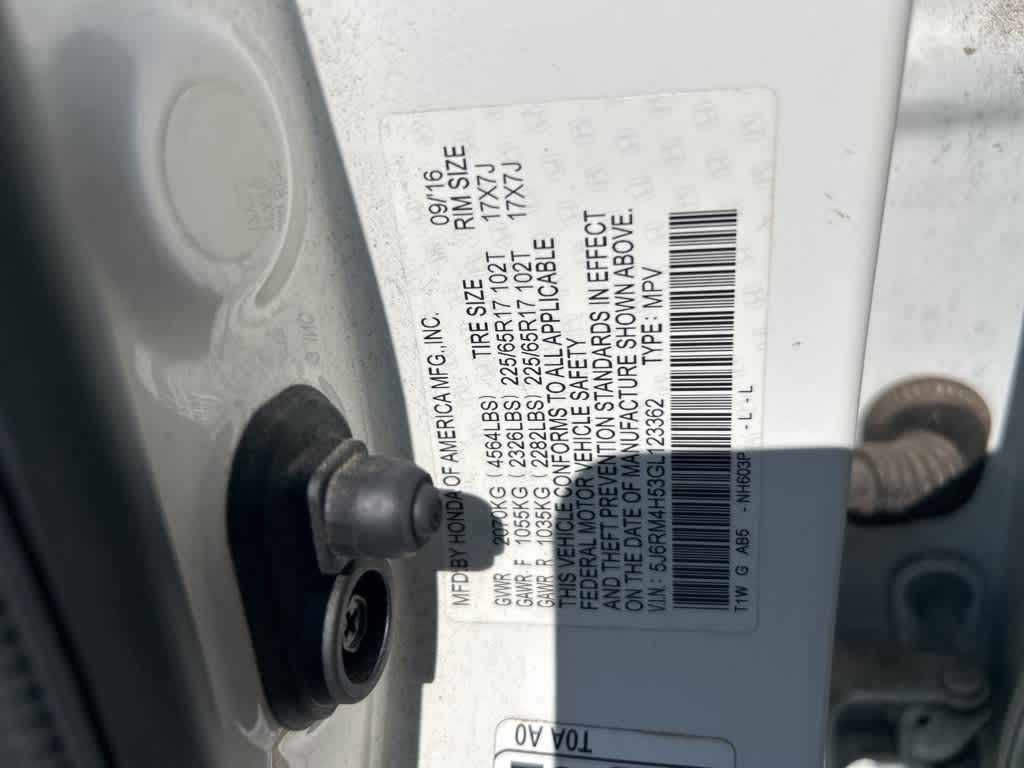 MFD BY HONDA OF AMERICA MFG., INC. 09/'16
TIRE SIZE RIM SIZE
GVWR 2070KG ( 4564LBS)
GAWR F 1055KG ( 2326LBS) 225/65R17 102T 17X7J
GAWR R 1035KG ( 2282LBS) 225/65R17 102T 17X7J
THIS VEHICLE CONFORMS TO ALL APPLICABLE
FEDERAL MOTOR VEHICLE SAFETY
AND THEFT PREVENTION STANDARDS IN EFFECT
ON THE DATE OF MANUFACTURE SHOWN ABOVE.
V.I.N : 5J6RM4H53GL123362 TYPE : MPV
T1W G AB5 - NH603P - L - L
T0A A0